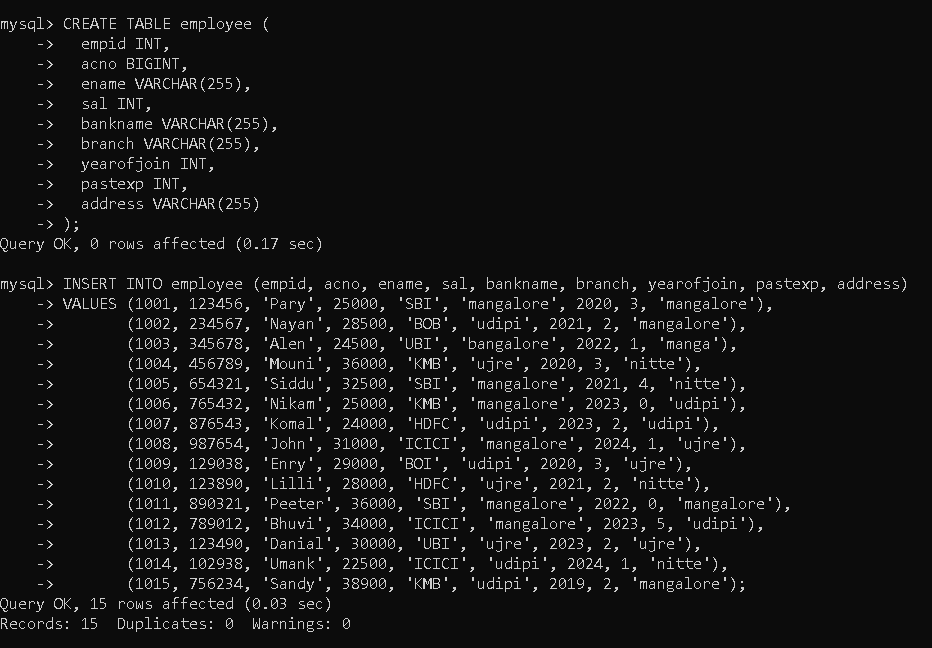 mysql> CREATE TABLE employee (
    ->   empid INT,
    ->   acno BIGINT,
    ->   ename VARCHAR(255),
    ->   sal INT,
    ->   bankname VARCHAR(255),
    ->   branch VARCHAR(255),
    ->   yearofjoin INT,
    ->   pastexp INT,
    ->   address VARCHAR(255)
    -> );
Query OK, 0 rows affected (0.17 sec)
mysql> INSERT INTO employee (empid, acno, ename, sal, bankname, branch, yearofjoin, pastexp, address)
    -> VALUES (1001, 123456, 'Pary', 25000, 'SBI', 'mangalore', 2020, 3, 'mangalore'),
    ->        (1002, 234567, 'Nayan', 28500, 'BOB', 'udipi', 2021, 2, 'mangalore'),
    ->        (1003, 345678, 'Alen', 24500, 'UBI', 'bangalore', 2022, 1, 'manga'),
    ->        (1004, 456789, 'Mouni', 36000, 'KMB', 'ujre', 2020, 3, 'nitte'),
    ->        (1005, 654321, 'Siddu', 32500, 'SBI', 'mangalore', 2021, 4, 'nitte'),
    ->        (1006, 765432, 'Nikam', 25000, 'KMB', 'mangalore', 2023, 0, 'udipi'),
    ->        (1007, 876543, 'Komal', 24000, 'HDFC', 'udipi', 2023, 2, 'udipi'),
    ->        (1008, 987654, 'John', 31000, 'ICICI', 'mangalore', 2024, 1, 'ujre'),
    ->        (1009, 129038, 'Enry', 29000, 'BOI', 'udipi', 2020, 3, 'ujre'),
    ->        (1010, 123890, 'Lilli', 28000, 'HDFC', 'ujre', 2021, 2, 'nitte'),
    ->        (1011, 890321, 'Peeter', 36000, 'SBI', 'mangalore', 2022, 0, 'mangalore'),
    ->        (1012, 789012, 'Bhuvi', 34000, 'ICICI', 'mangalore', 2023, 5, 'udipi'),
    ->        (1013, 123490, 'Danial', 30000, 'UBI', 'ujre', 2023, 2, 'ujre'),
    ->        (1014, 102938, 'Umank', 22500, 'ICICI', 'udipi', 2024, 1, 'nitte'),
    ->        (1015, 756234, 'Sandy', 38900, 'KMB', 'udipi', 2019, 2, 'mangalore');
Query OK, 15 rows affected (0.03 sec)
Records: 15  Duplicates: 0  Warnings: 0